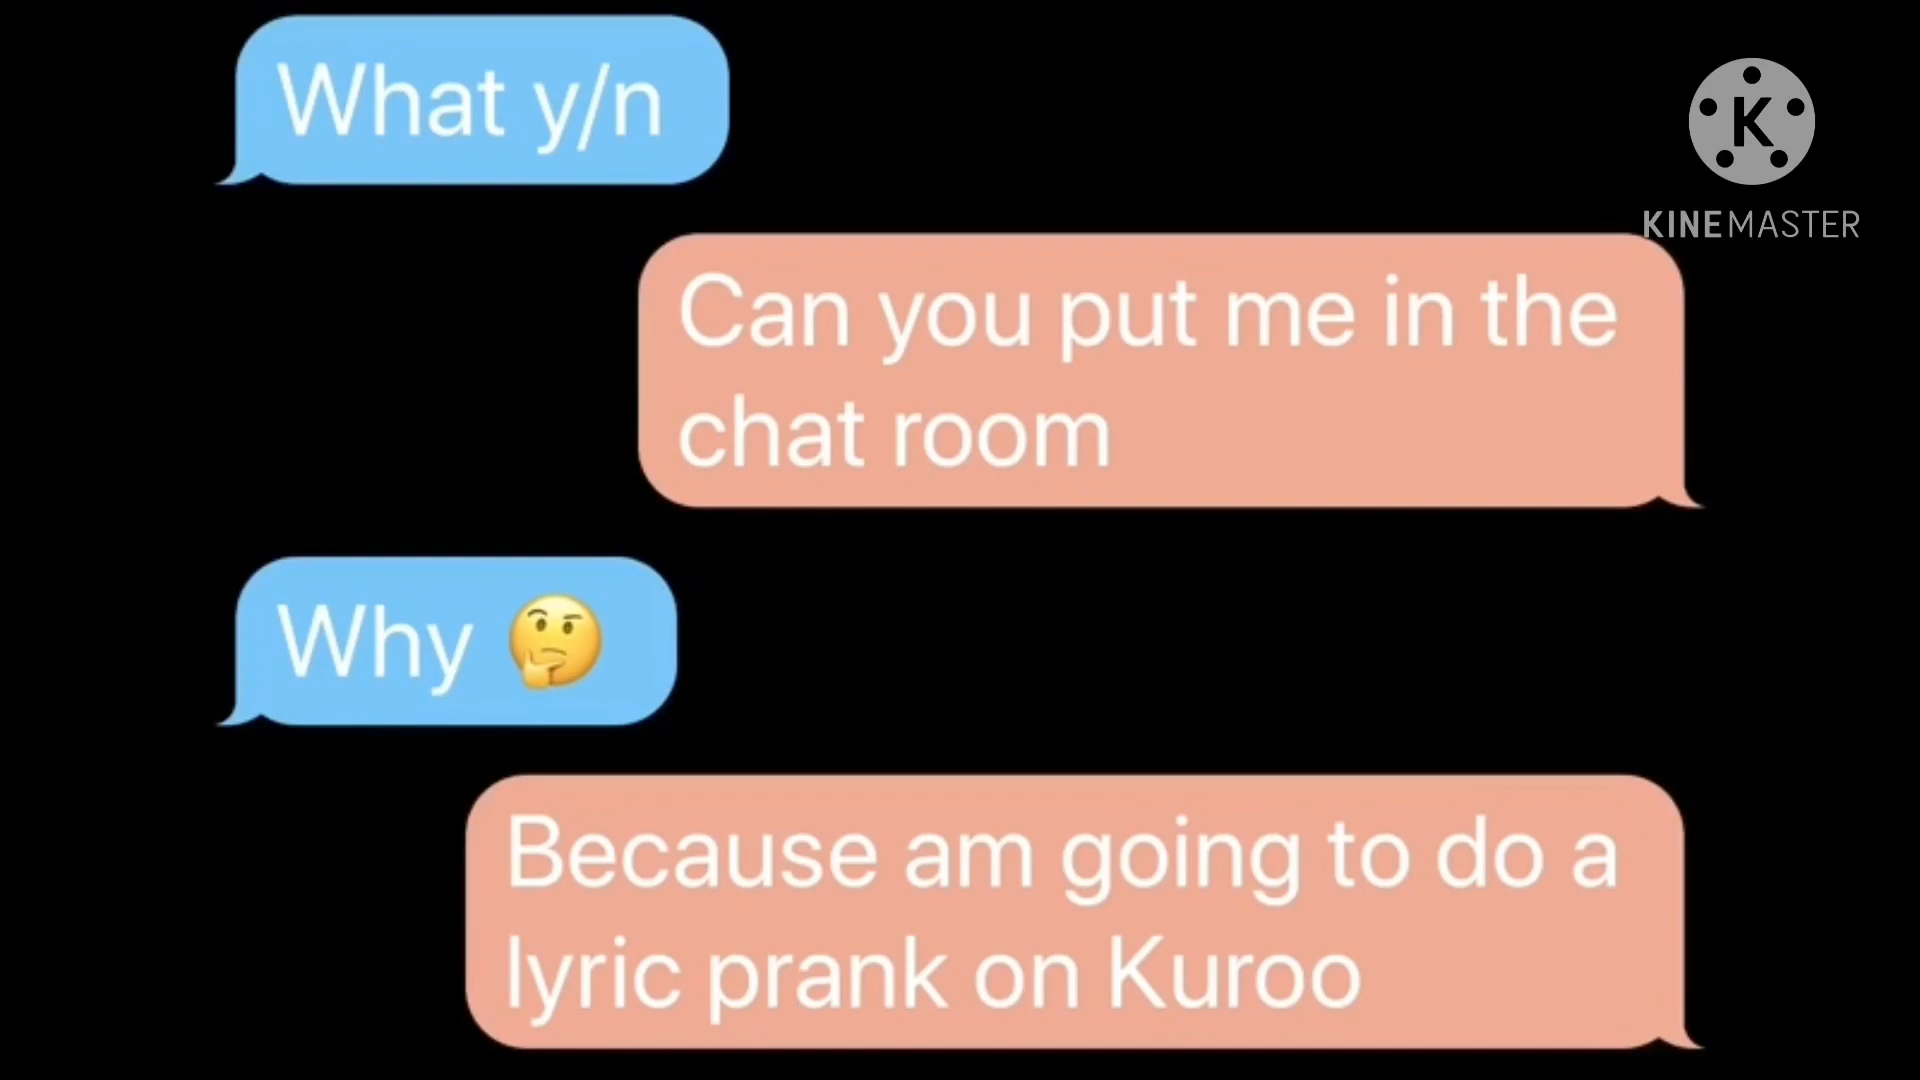 What y/n
K
KINEMASTER
Can you put me in the
chat room
Why 🤔
Because am going to do a
lyric prank on Kuroo